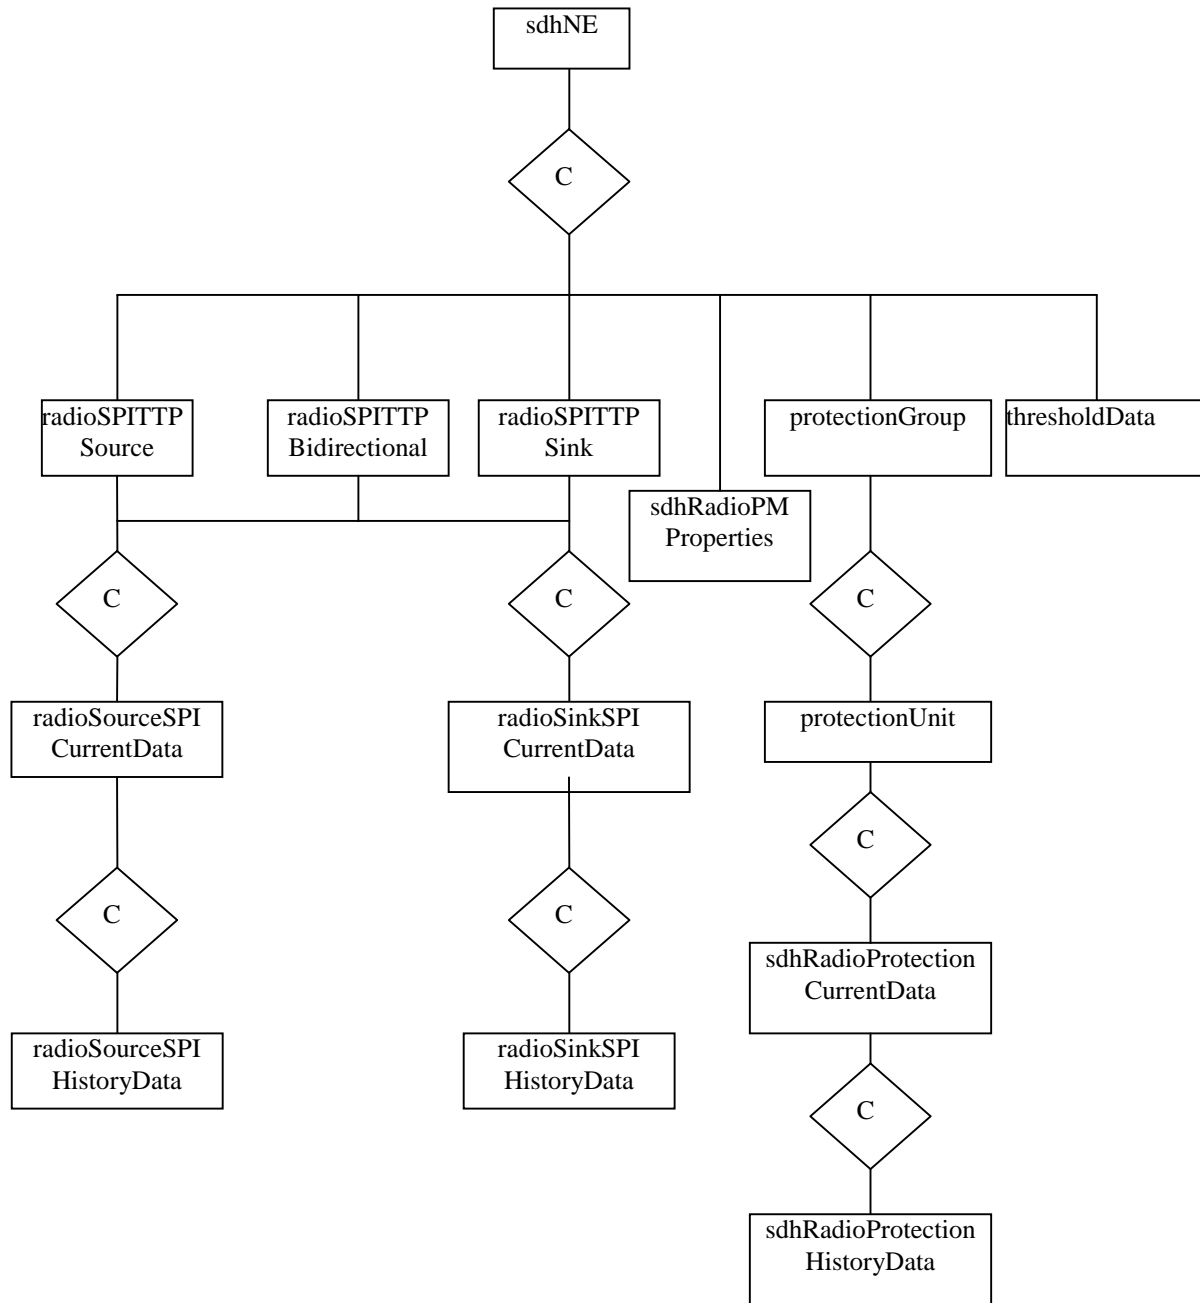 sdhNE
C
radioSPITTP
Source
radioSPITTP
Bidirectional
radioSPITTP
Sink
protectionGroup
thresholdData
sdhRadioPM
Properties
C
C
C
radioSourceSPI
CurrentData
radioSinkSPI
CurrentData
protectionUnit
C
C
C
sdhRadioProtection
CurrentData
radioSourceSPI
HistoryData
radioSinkSPI
HistoryData
C
sdhRadioProtection
HistoryData